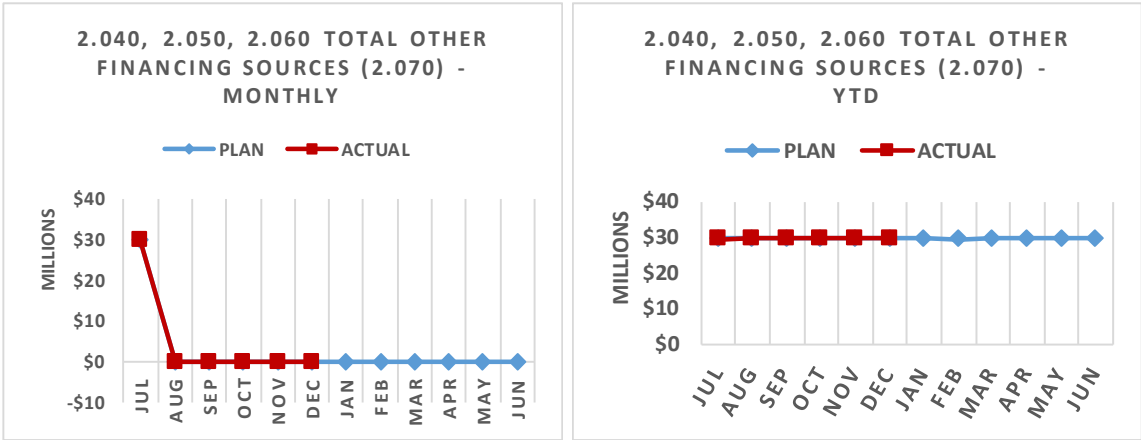 2.040, 2.050, 2.060 TOTAL OTHER
FINANCING SOURCES (2.070) -
MONTHLY
PLAN ACTUAL
MILLIONS
$40
$30
$20
$10
$0
-$10
JUL
AUG
SEP
OCT
NOV
DEC
JAN
FEB
MAR
APR
MAY
JUN
2.040, 2.050, 2.060 TOTAL OTHER
FINANCING SOURCES (2.070) -
YTD
PLAN ACTUAL
MILLIONS
$40
$30
$20
$10
$0
JUL
AUG
SEP
OCT
NOV
DEC
JAN
FEB
MAR
APR
MAY
JUN